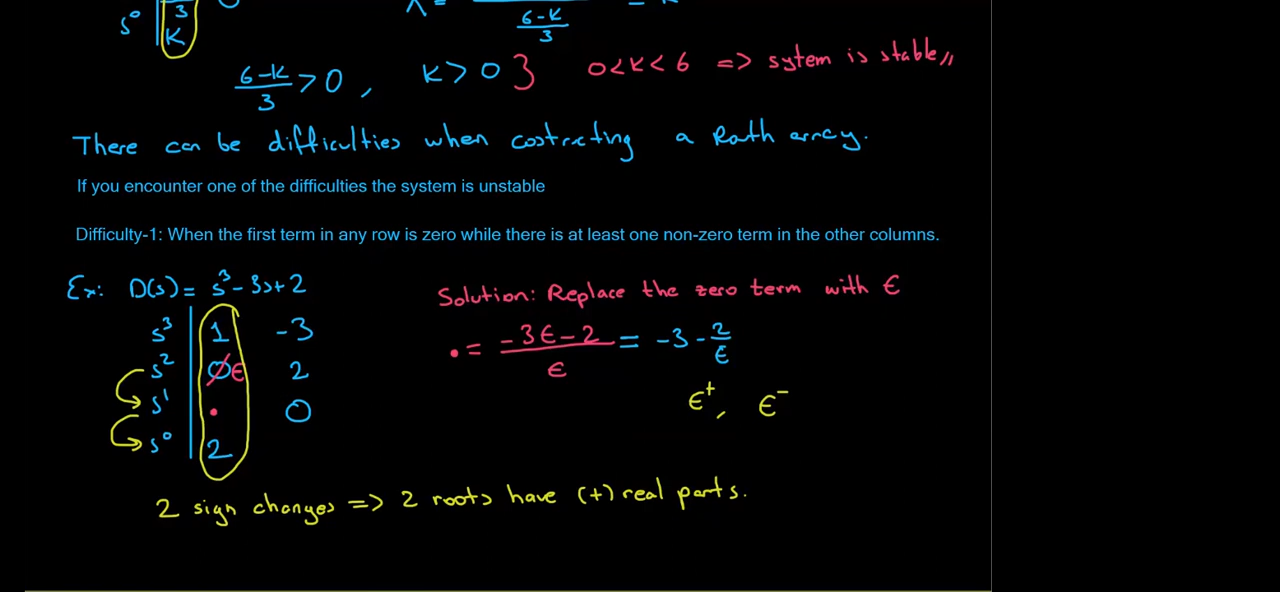 3
s⁰ K
6-K
3
6-K/3 > 0, K > 0 } 0<K<6 => sytem is stable,,
There can be difficulties when costrcting a Routh array.
If you encounter one of the difficulties the system is unstable
Difficulty-1: When the first term in any row is zero while there is at least one non-zero term in the other columns.
Ex: D(s) = s³ - 3s + 2
Solution: Replace the zero term with ϵ
s³ 1 -3
• = -3ϵ-2/ϵ = -3 - 2/ϵ
s² 0 ϵ 2
s¹ • 0
ϵ⁺, ϵ⁻
s⁰ 2
2 sign changes => 2 roots have (+) real parts.